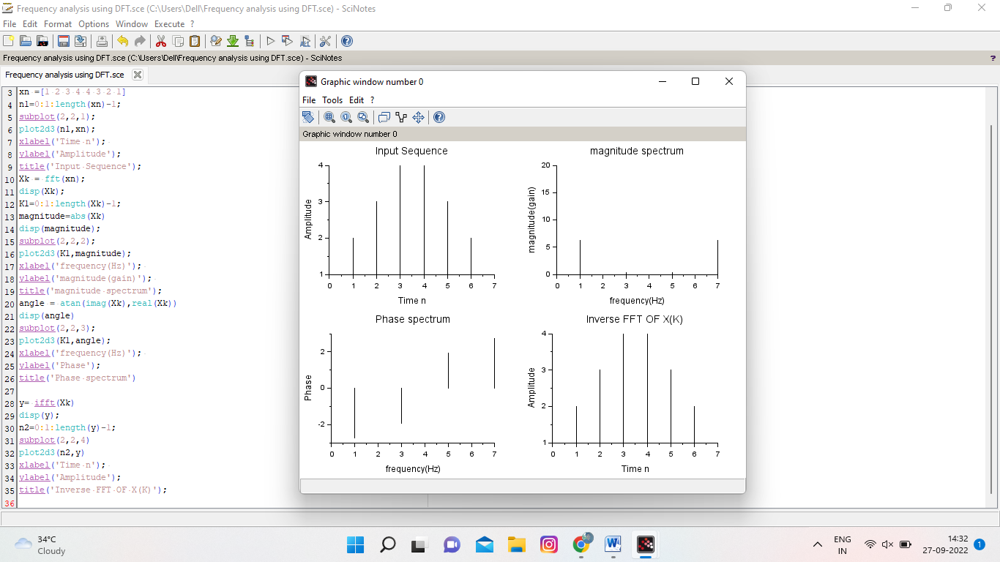 Frequency analysis using DFT.sce (C:\Users\Dell\Frequency analysis using DFT.sce) - SciNotes
File Edit Format Options Window Execute ?
Frequency analysis using DFT.sce (C:\Users\Dell\Frequency analysis using DFT.sce) - SciNotes ?
Frequency analysis using DFT.sce
3 xn =[1 2 3 4 4 3 2 1]
4 n1=0:1:length(xn)-1;
5 subplot(2,2,1);
6 plot2d3(n1,xn);
7 xlabel('Time n');
8 ylabel('Amplitude');
9 title('Input Sequence');
10 Xk = fft(xn);
11 disp(Xk);
12 K1=0:1:length(Xk)-1;
13 magnitude=abs(Xk)
14 disp(magnitude);
15 subplot(2,2,2);
16 plot2d3(K1,magnitude);
17 xlabel('frequency(Hz)');
18 ylabel('magnitude(gain)');
19 title('magnitude spectrum');
20 angle = atan(imag(Xk),real(Xk))
21 disp(angle)
22 subplot(2,2,3);
23 plot2d3(K1,angle);
24 xlabel('frequency(Hz)');
25 ylabel('Phase');
26 title('Phase spectrum')
27
28 y= ifft(Xk)
29 disp(y);
30 n2=0:1:length(y)-1;
31 subplot(2,2,4)
32 plot2d3(n2,y)
33 xlabel('Time n');
34 ylabel('Amplitude');
35 title('Inverse FFT OF X(K)');
36
Graphic window number 0
File Tools Edit ?
Graphic window number 0
Input Sequence
Amplitude
4
3
2
1
0 1 2 3 4 5 6 7
Time n
magnitude spectrum
magnitude(gain)
20
15
10
5
0
0 1 2 3 4 5 6 7
frequency(Hz)
Phase spectrum
Phase
2
0
-2
0 1 2 3 4 5 6 7
frequency(Hz)
Inverse FFT OF X(K)
Amplitude
4
3
2
1
0 1 2 3 4 5 6 7
Time n
34°C
Cloudy
ENG
IN
14:32
27-09-2022
1